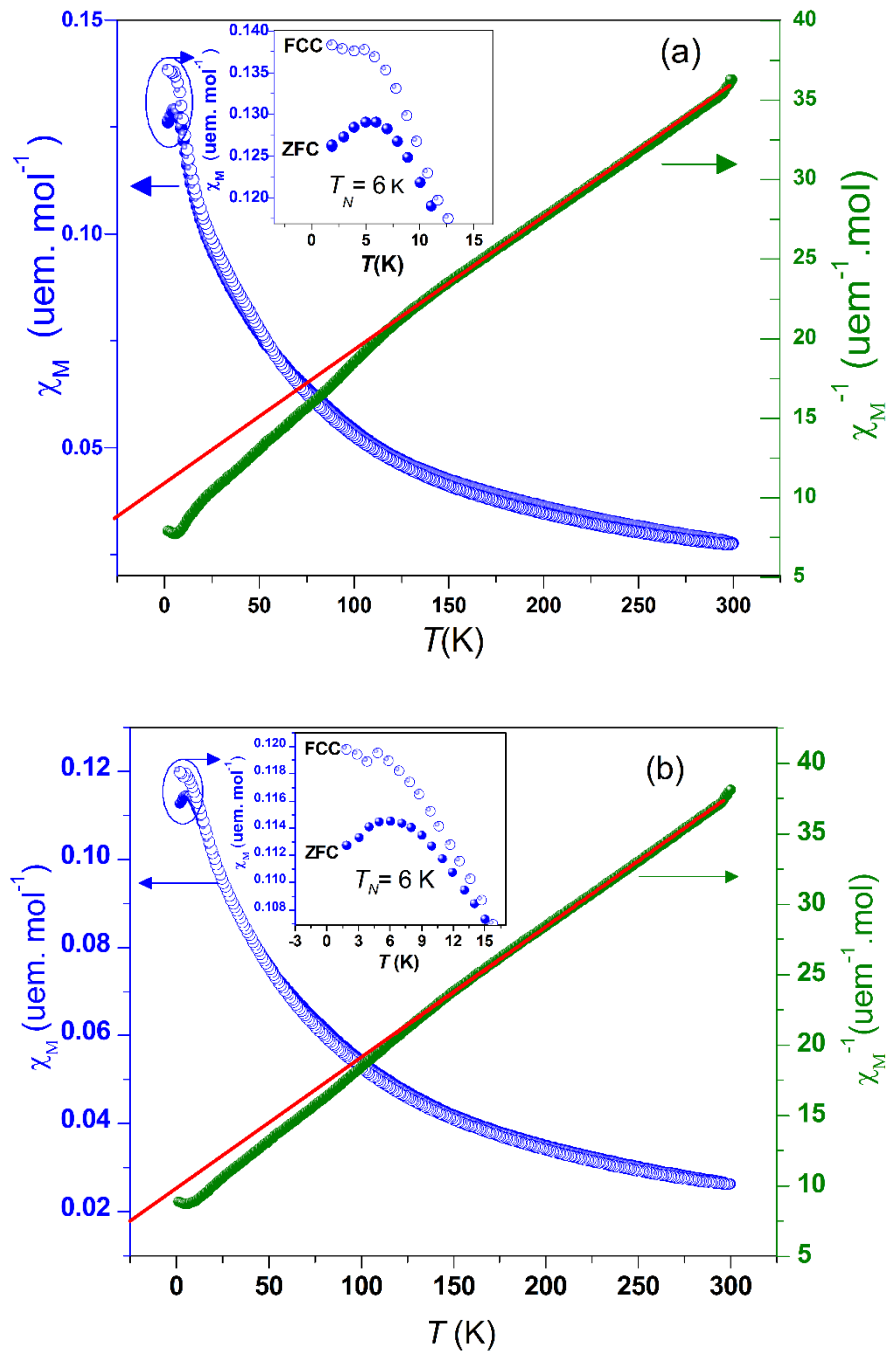 (a)
0.15
0.10
0.05
χM (uem. mol-1)
0.140
0.135
0.130
0.125
0.120
χM (uem. mol-1)
FCC
ZFC
TN = 6 K
0 5 10 15
T(K)
40
35
30
25
20
15
10
5
χM-1 (uem-1.mol)
0 50 100 150 200 250 300
T(K)
(b)
0.12
0.10
0.08
0.06
0.04
0.02
χM (uem. mol-1)
0.120
0.118
0.116
0.114
0.110
0.108
χM (uem. mol-1)
FCC
ZFC
TN= 6 K
-3 0 3 6 9 12 15
T (K)
40
35
30
25
20
15
10
5
χM-1(uem-1.mol)
0 50 100 150 200 250 300
T (K)